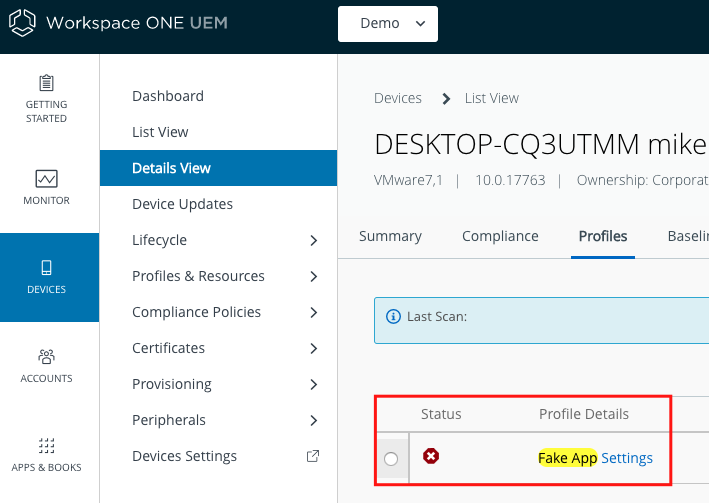 Workspace ONE UEM
Demo
GETTING
STARTED
MONITOR
DEVICES
ACCOUNTS
APPS & BOOKS
Dashboard
List View
Details View
Device Updates
Lifecycle
Profiles & Resources
Compliance Policies
Certificates
Provisioning
Peripherals
Devices Settings
Devices > List View
DESKTOP-CQ3UTMM mike
VMware7,1 | 10.0.17763 | Ownership: Corporat
Summary Compliance Profiles Baselin
Last Scan:
Status Profile Details
Fake App Settings